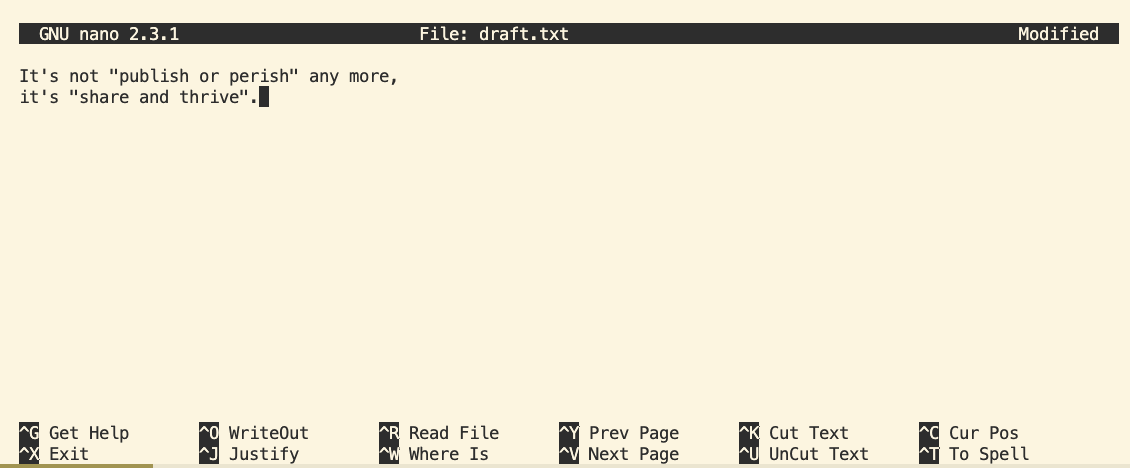 GNU nano 2.3.1 File: draft.txt Modified
It's not "publish or perish" any more,
it's "share and thrive".
^G Get Help ^O WriteOut ^R Read File ^Y Prev Page ^K Cut Text ^C Cur Pos
^X Exit ^J Justify ^W Where Is ^V Next Page ^U UnCut Text ^T To Spell